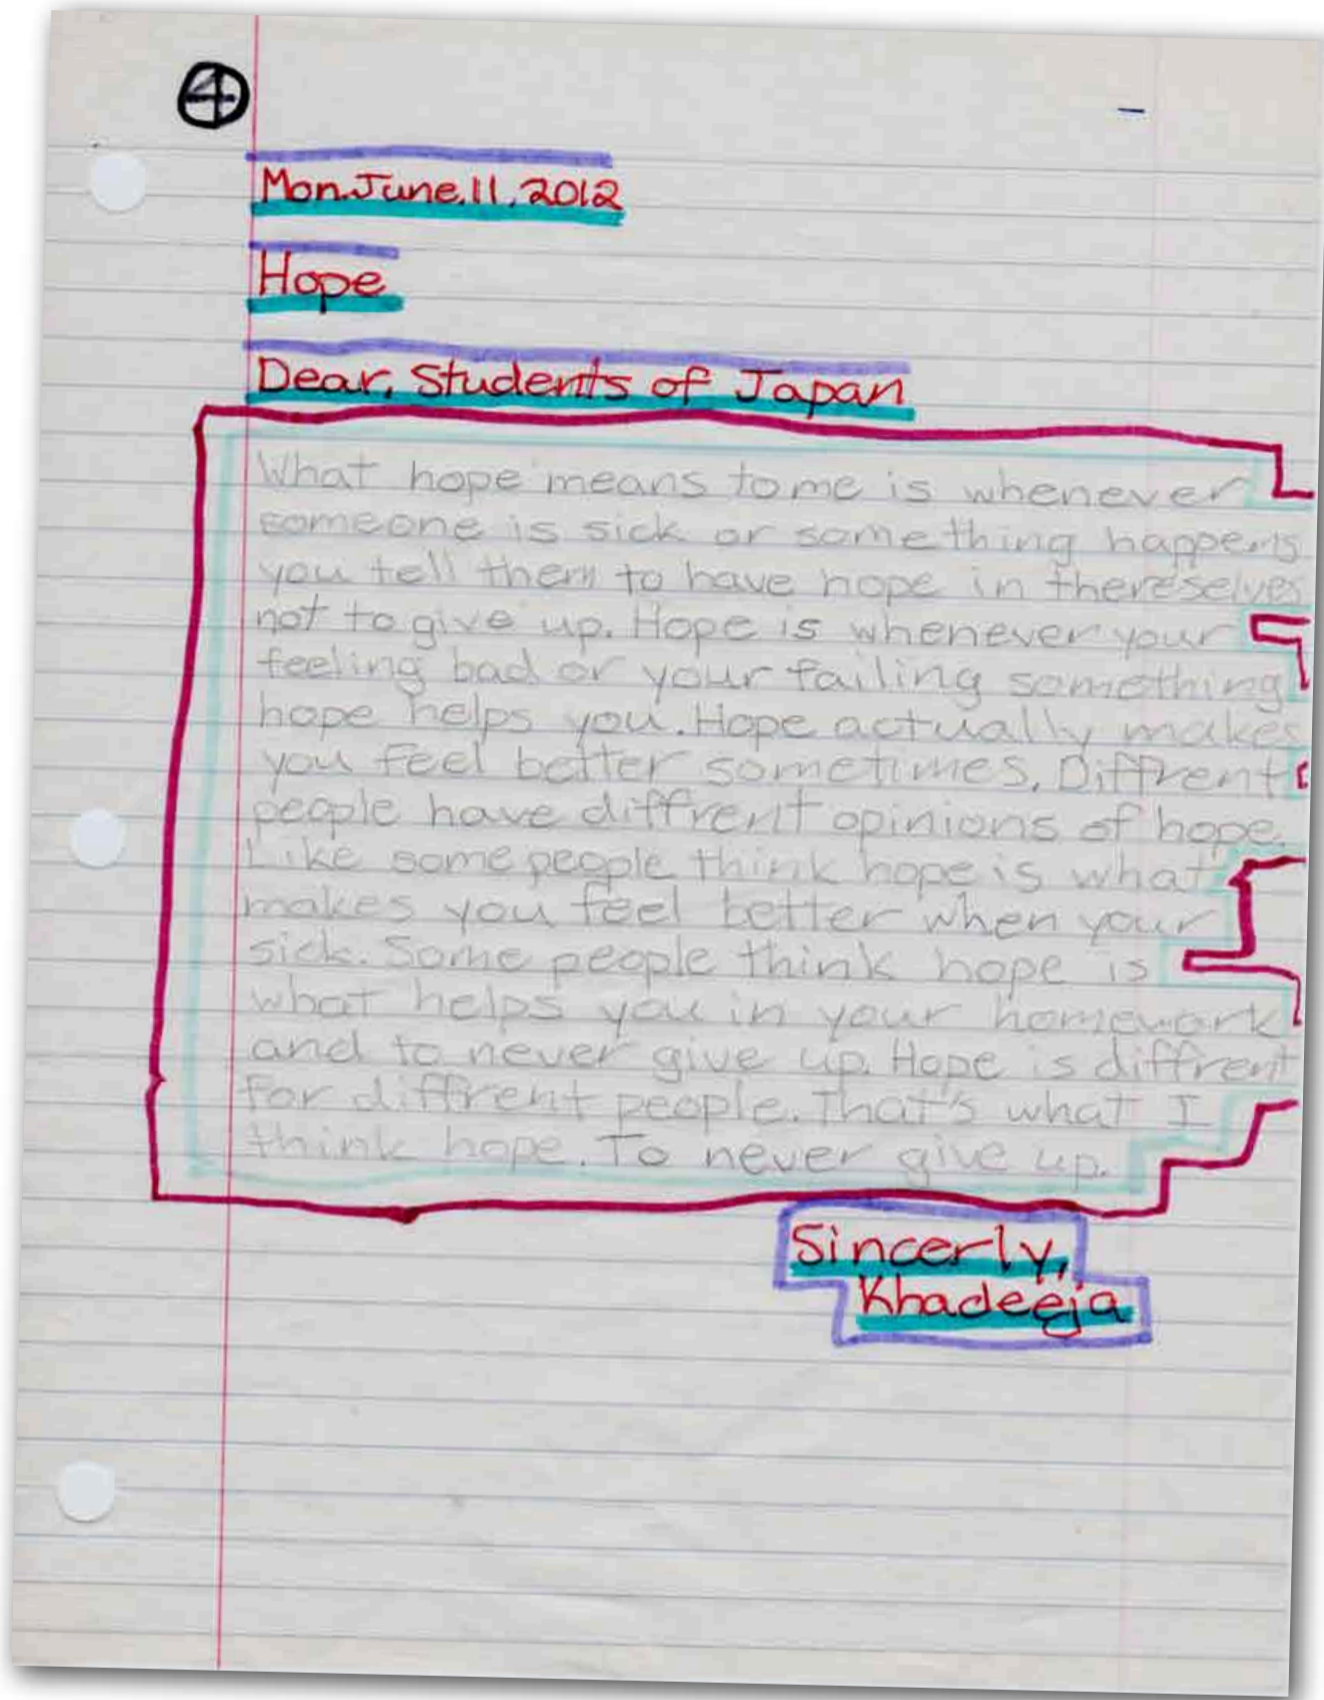 4
Mon. June. 11, 2012
Hope
Dear, Students of Japan
What hope means to me is whenever
someone is sick or something happens
you tell them to have hope in thereselves
not to give up. Hope is whenever your
feeling bad or your failing something
hope helps you. Hope actually makes
you feel better sometimes. Diffrent
people have diffrent opinions of hope.
Like some people think hope is what
makes you feel better when your
sick. Some people think hope is
what helps you in your homework
and to never give up. Hope is diffrent
for diffrent people. That's what I
think hope. To never give up.
Sincerly,
Khadeeja